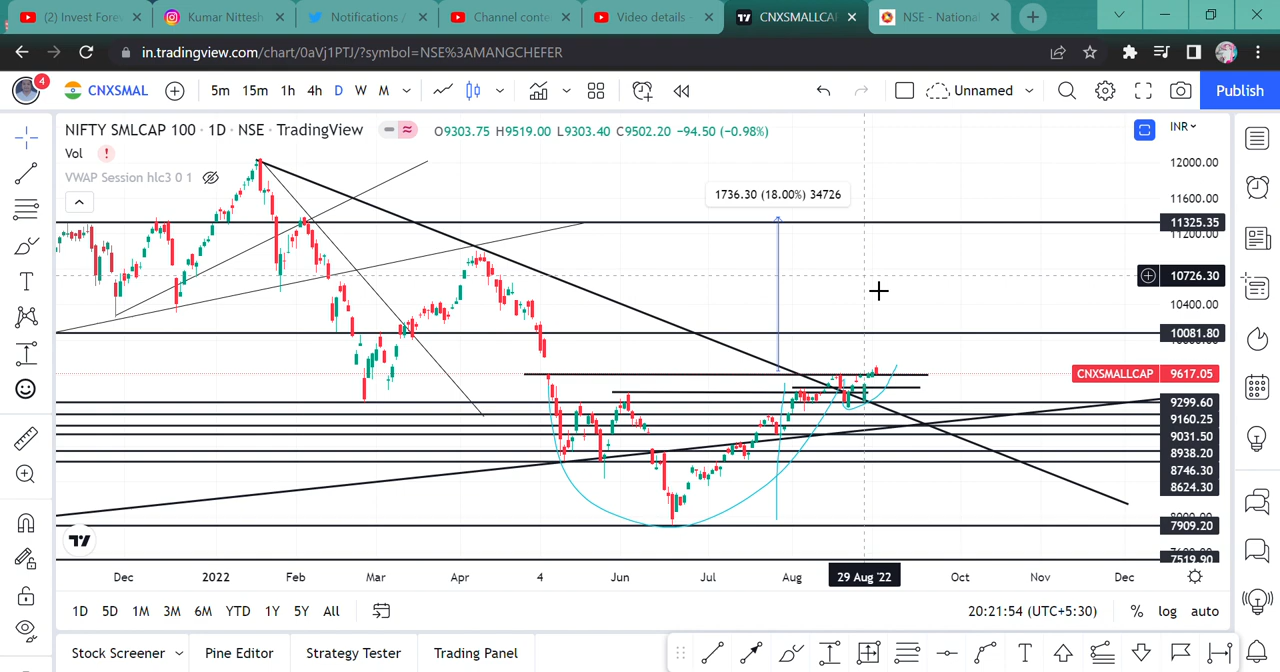 (2) Invest Fore
Kumar Nittesh
Notifications /
Channel conte
Video details -
CNXSMALLCA
NSE - Nationa
in.tradingview.com/chart/0aVj1PTJ/?symbol=NSE%3AMANGCHEFER
4
CNXSMAL
5m 15m 1h 4h D W M
Unnamed
Publish
NIFTY SMLCAP 100 · 1D · NSE · TradingView
O9303.75 H9519.00 L9303.40 C9502.20 −94.50 (−0.98%)
INR
Vol
VWAP Session hlc3 0 1
12000.00
1736.30 (18.00%) 34726
11600.00
11325.35
11200.00
10726.30
10400.00
10081.80
CNXSMALLCAP 9617.05
9299.60
9160.25
9031.50
8938.20
8746.30
8624.30
7909.20
7519.90
Dec 2022 Feb Mar Apr 4 Jun Jul Aug 29 Aug '22 Oct Nov Dec
1D 5D 1M 3M 6M YTD 1Y 5Y All
20:21:54 (UTC+5:30) % log auto
Stock Screener Pine Editor Strategy Tester Trading Panel